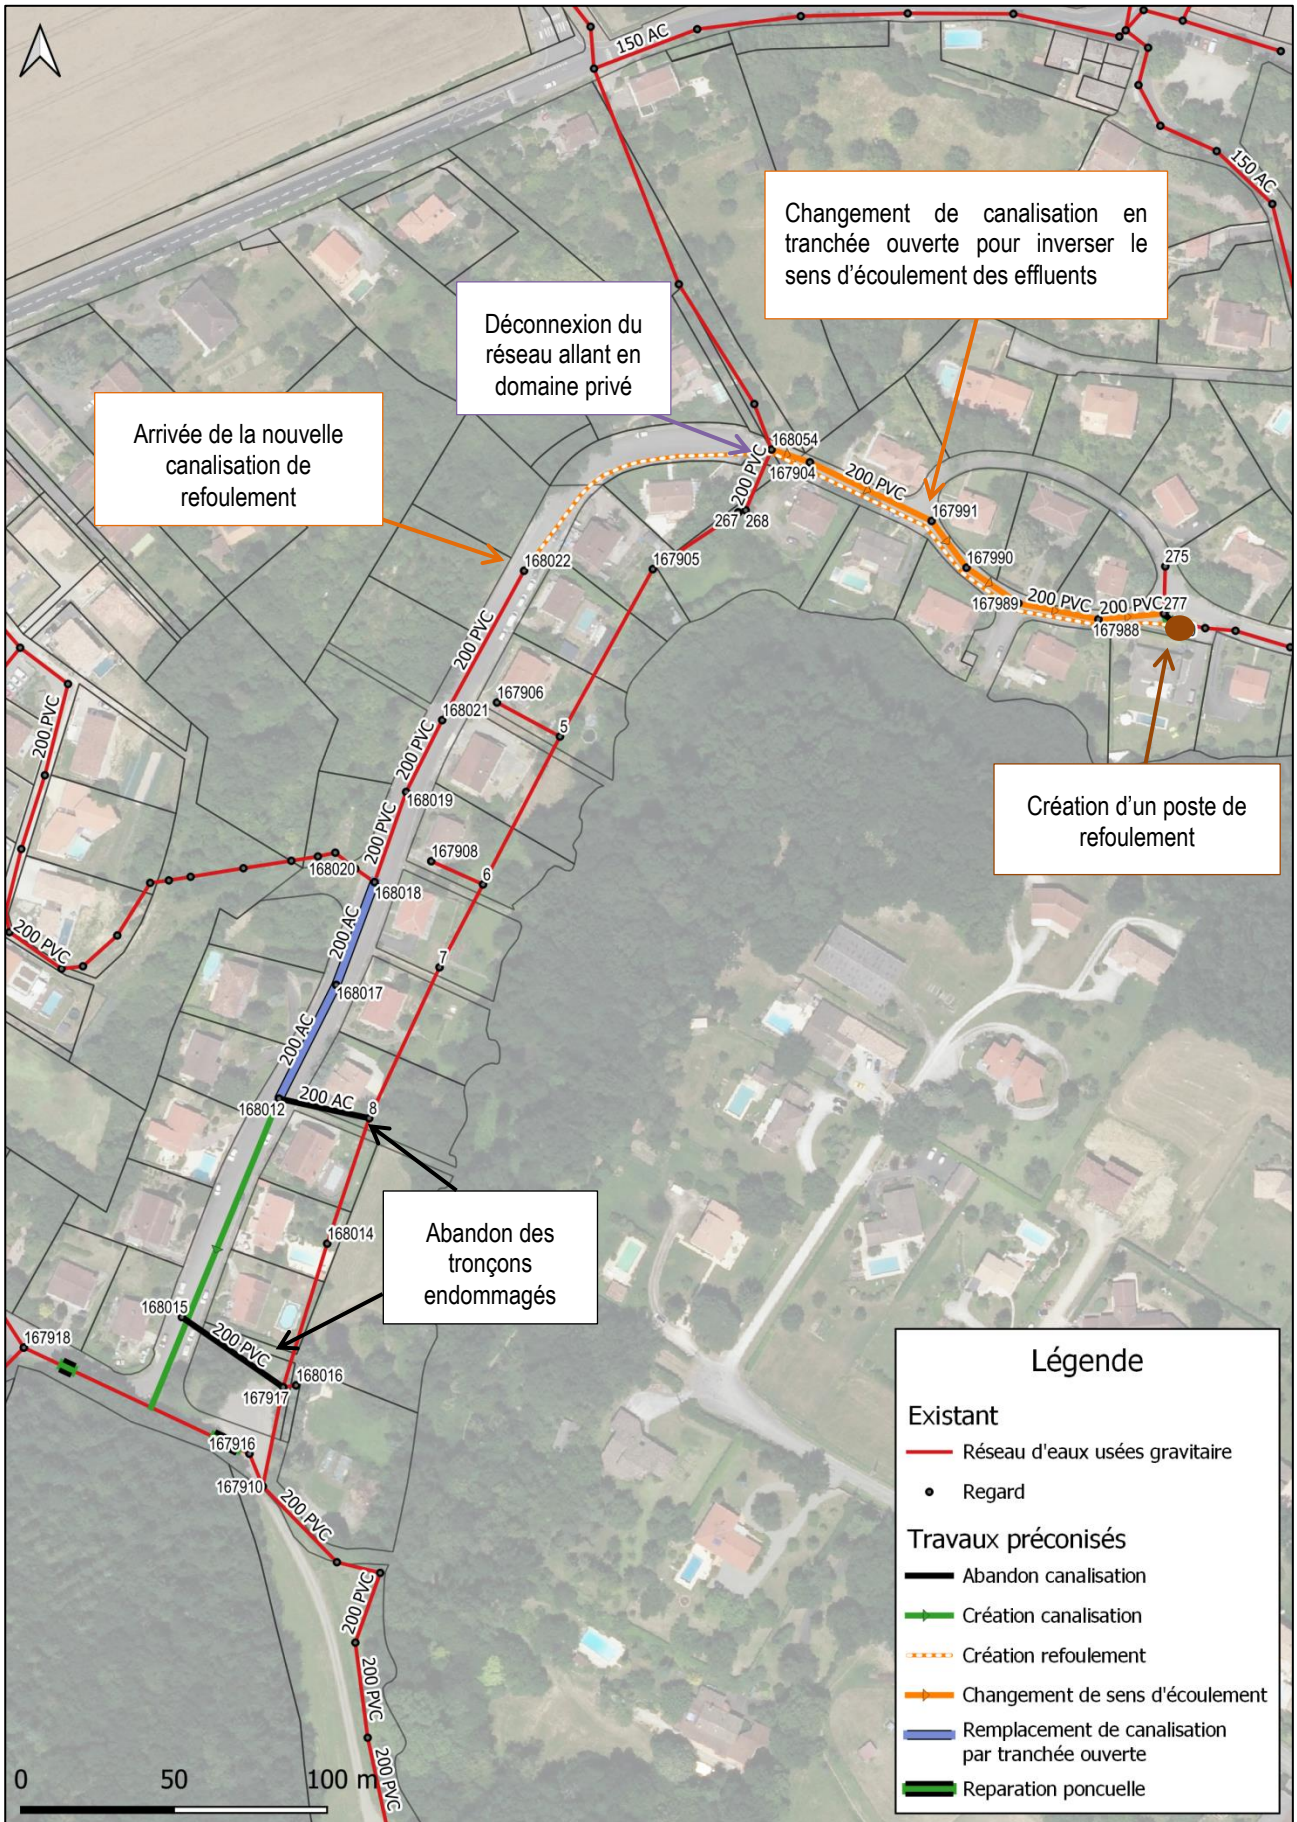 150 AC
150 AC
Changement de canalisation en
tranchée ouverte pour inverser le
sens d'écoulement des effluents
Déconnexion du
réseau allant en
domaine privé
Arrivée de la nouvelle
canalisation de
refoulement
168054
167904
200 PVC
200 PVC
167991
267
268
167905
168022
167990
275
167989
200 PVC
200 PVC
277
167988
200 PVC
167906
168021
5
200 PVC
200 PVC
168019
Création d'un poste de
refoulement
200 PVC
167908
168020
168018
6
200 PVC
200 AC
7
168017
200 AC
200 AC
168012
8
Abandon des
tronçons
endommagés
168014
168015
167918
200 PVC
168016
167917
167916
167910
200 PVC
200 PVC
200 PVC
200 PVC
0 50 100 m
Légende
Existant
Réseau d'eaux usées gravitaire
Regard
Travaux préconisés
Abandon canalisation
Création canalisation
Création refoulement
Changement de sens d'écoulement
Remplacement de canalisation
par tranchée ouverte
Reparation poncuelle